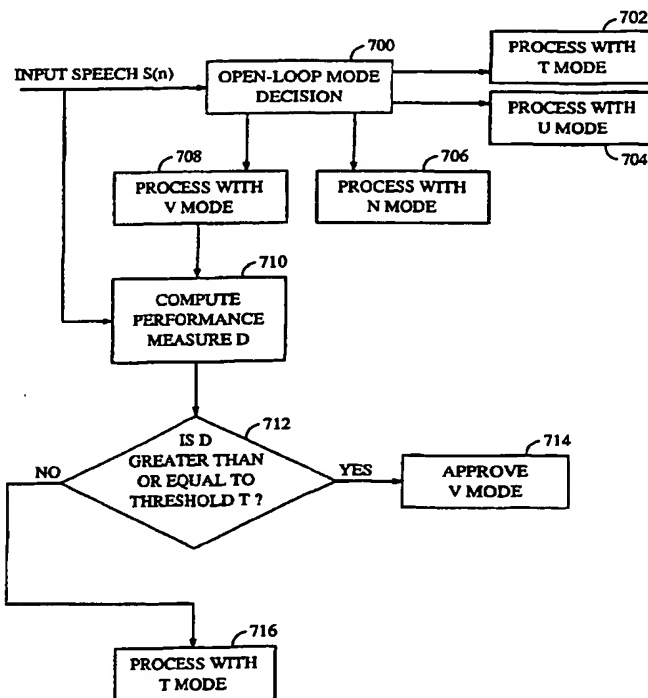 702
700
PROCESS WITH
T MODE
INPUT SPEECH S(n)
OPEN-LOOP MODE
DECISION
PROCESS WITH
U MODE
704
708
706
PROCESS WITH
V MODE
PROCESS WITH
N MODE
710
COMPUTE
PERFORMANCE
MEASURE D
712
IS D
GREATER THAN
OR EQUAL TO
THRESHOLD T ?
NO
YES
714
APPROVE
V MODE
716
PROCESS WITH
T MODE